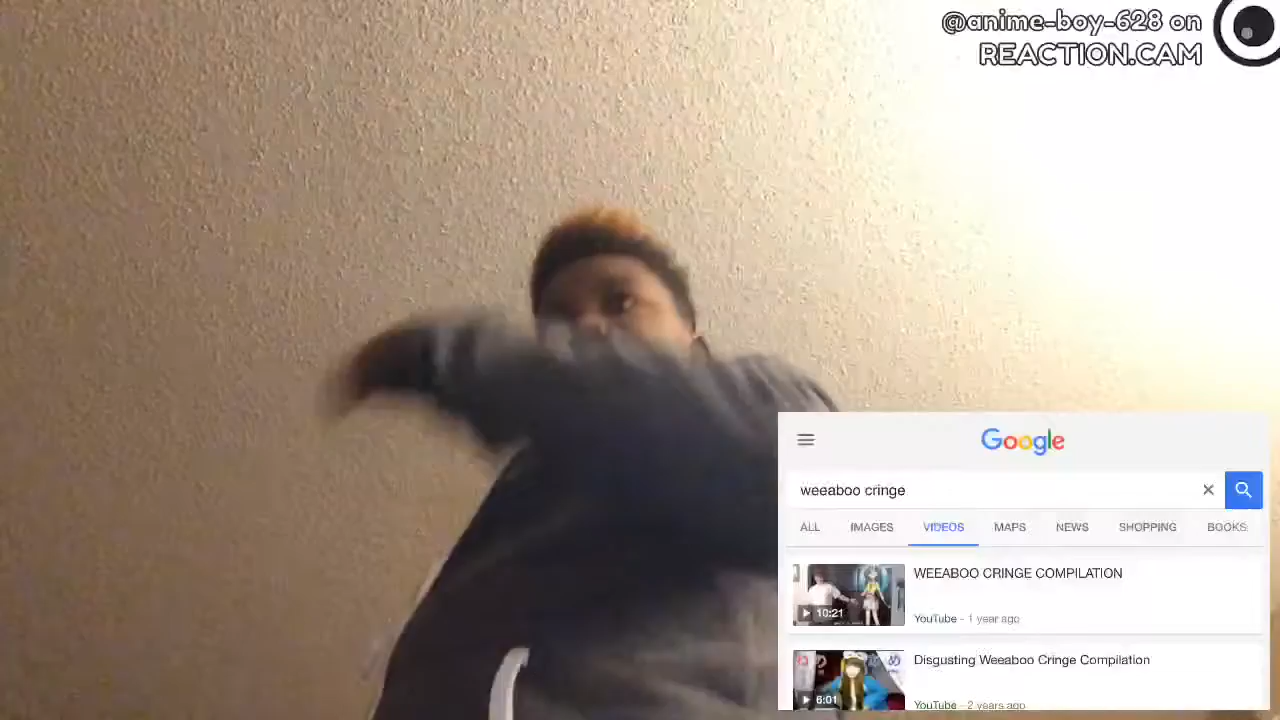 @anime-boy-628 on
REACTION.CAM
Google
weeaboo cringe
ALL IMAGES VIDEOS MAPS NEWS SHOPPING BOOKS
WEEABOO CRINGE COMPILATION
10:21
YouTube - 1 year ago
Disgusting Weeaboo Cringe Compilation
6:01
YouTube - 2 years ago